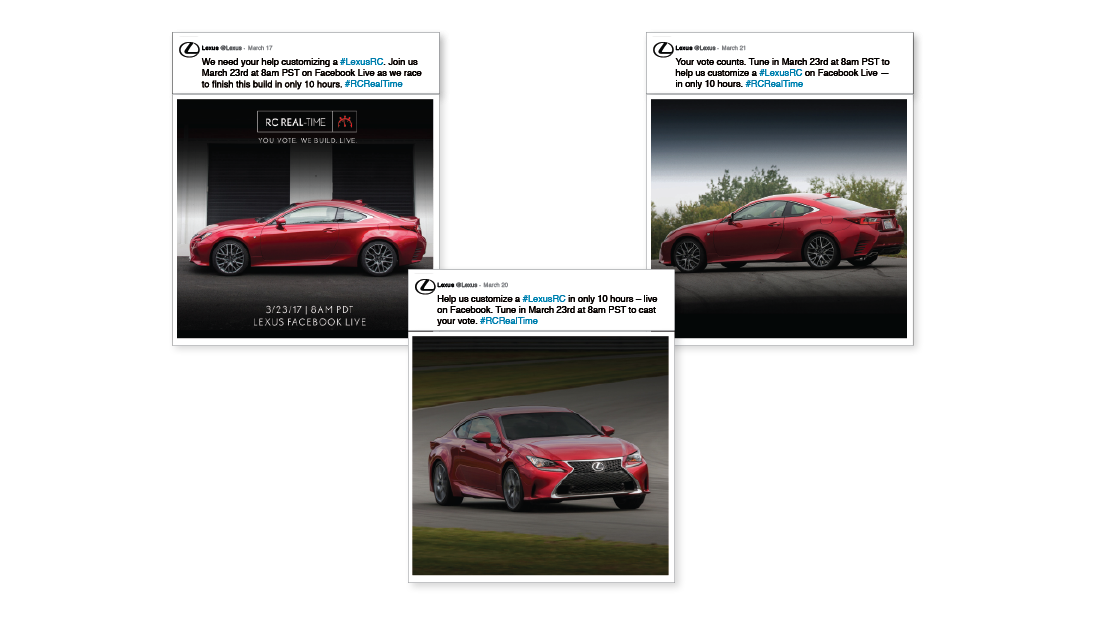 Lexus @Lexus · March 17
We need your help customizing a #LexusRC. Join us
March 23rd at 8am PST on Facebook Live as we race
to finish this build in only 10 hours. #RCRealTime
RC REAL-TIME
YOU VOTE. WE BUILD. LIVE.
3/23/17 | 8AM PDT
LEXUS FACEBOOK LIVE
Lexus @Lexus · March 20
Help us customize a #LexusRC in only 10 hours – live
on Facebook. Tune in March 23rd at 8am PST to cast
your vote. #RCRealTime
Lexus @Lexus · March 21
Your vote counts. Tune in March 23rd at 8am PST to
help us customize a #LexusRC on Facebook Live —
in only 10 hours. #RCRealTime